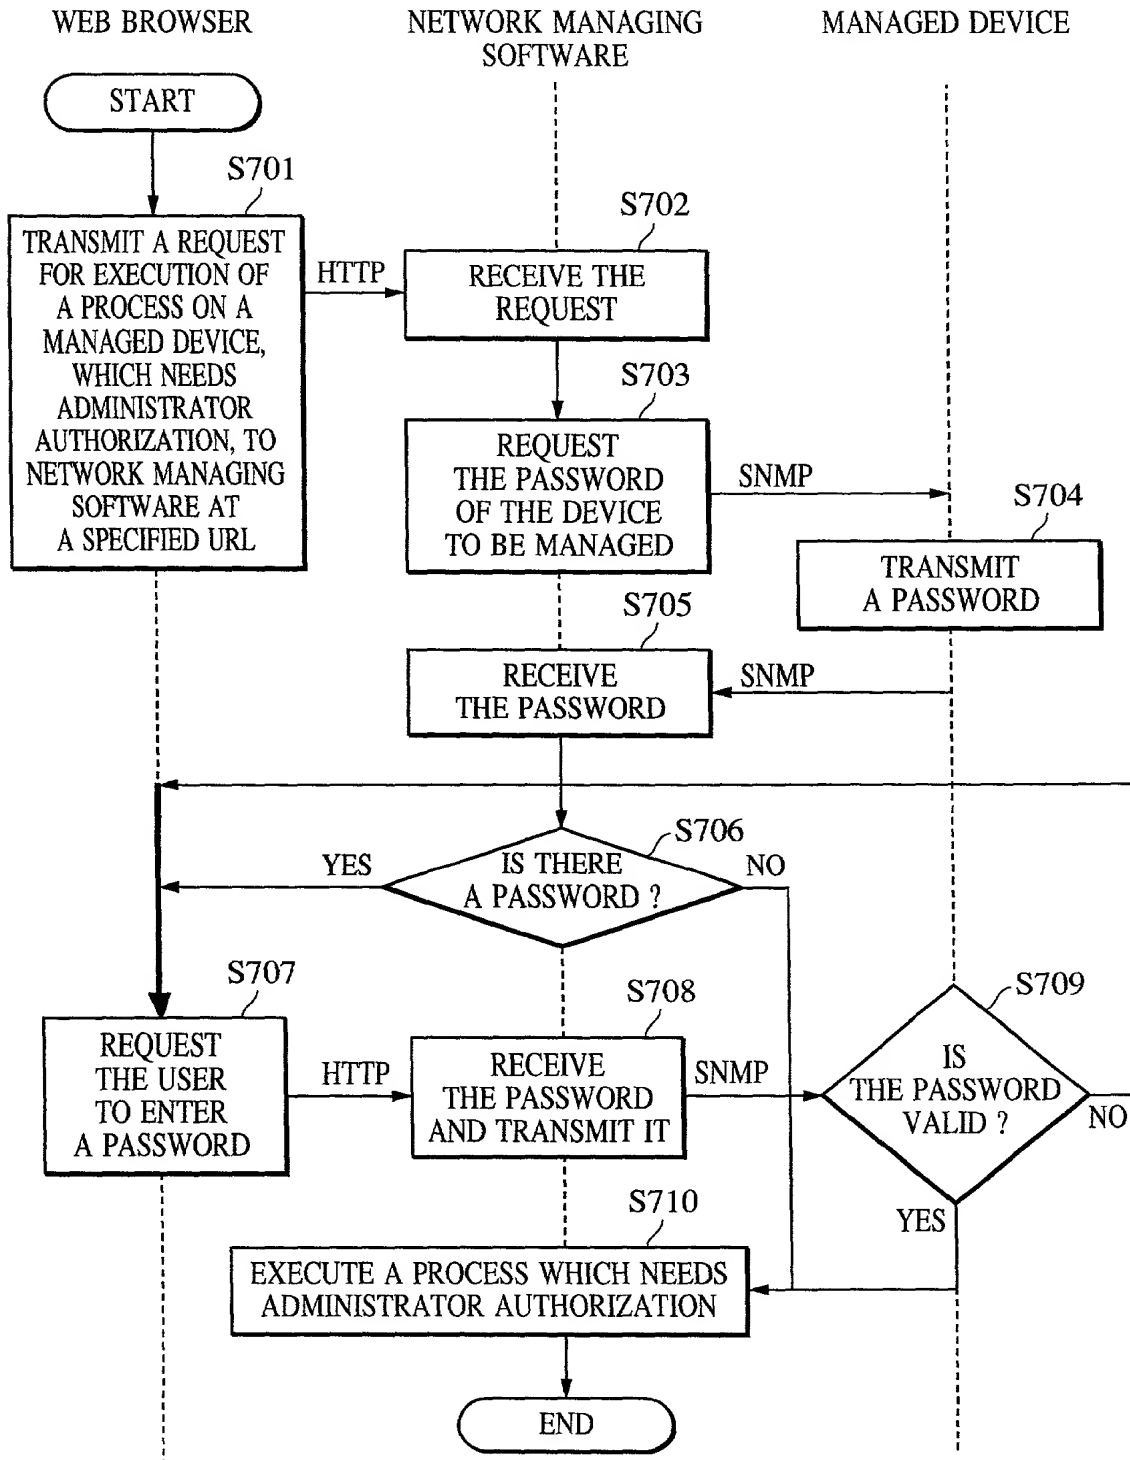 WEB BROWSER
NETWORK MANAGING
SOFTWARE
MANAGED DEVICE
START
S701
TRANSMIT A REQUEST
FOR EXECUTION OF
A PROCESS ON A
MANAGED DEVICE,
WHICH NEEDS
ADMINISTRATOR
AUTHORIZATION, TO
NETWORK MANAGING
SOFTWARE AT
A SPECIFIED URL
HTTP
S702
RECEIVE THE
REQUEST
S703
REQUEST
THE PASSWORD
OF THE DEVICE
TO BE MANAGED
SNMP
S704
TRANSMIT
A PASSWORD
S705
RECEIVE
THE PASSWORD
SNMP
S706
IS THERE
A PASSWORD ?
YES
NO
S707
REQUEST
THE USER
TO ENTER
A PASSWORD
HTTP
S708
RECEIVE
THE PASSWORD
AND TRANSMIT IT
SNMP
S709
IS
THE PASSWORD
VALID ?
NO
YES
S710
EXECUTE A PROCESS WHICH NEEDS
ADMINISTRATOR AUTHORIZATION
END